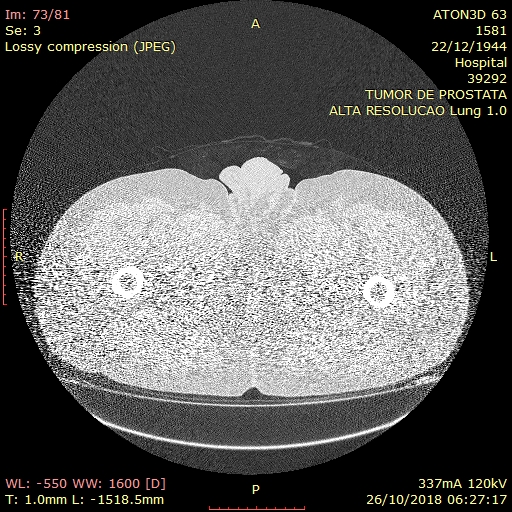 Im: 73/81
Se: 3
Lossy compression (JPEG)
ATON3D 63
1581
22/12/1944
Hospital
39292
TUMOR DE PROSTATA
ALTA RESOLUCAO Lung 1.0
A
R
L
P
WL: -550 WW: 1600 [D]
T: 1.0mm L: -1518.5mm
337mA 120kV
26/10/2018 06:27:17